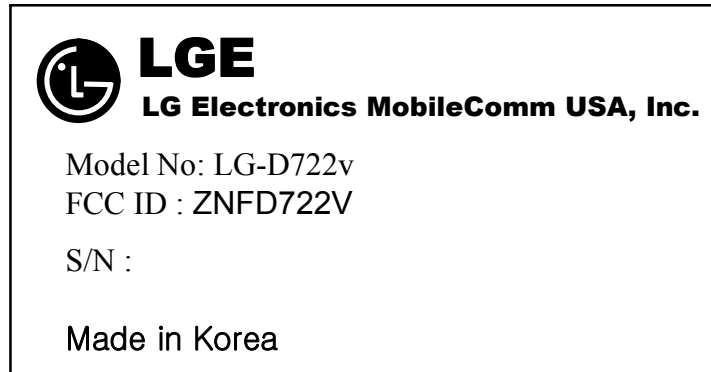 LGE
LG Electronics MobileComm USA, Inc.
Model No: LG-D722v
FCC ID : ZNFD722V
S/N :
Made in Korea